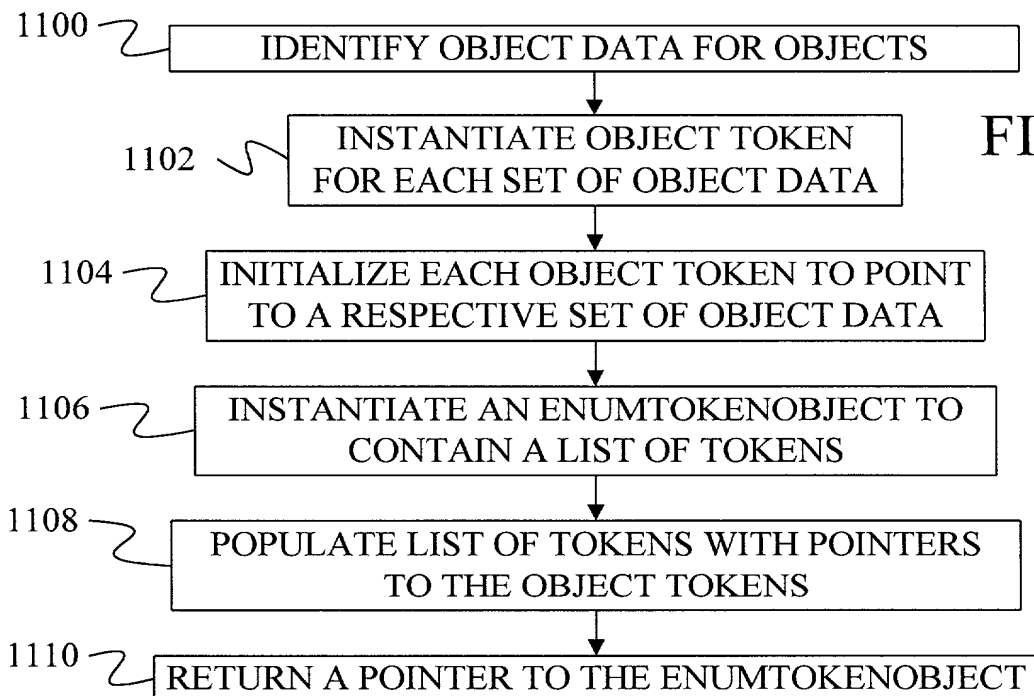 1100
IDENTIFY OBJECT DATA FOR OBJECTS
1102
INSTANTIATE OBJECT TOKEN
FOR EACH SET OF OBJECT DATA
FI
1104
INITIALIZE EACH OBJECT TOKEN TO POINT
TO A RESPECTIVE SET OF OBJECT DATA
1106
INSTANTIATE AN ENUMTOKENOBJECT TO
CONTAIN A LIST OF TOKENS
1108
POPULATE LIST OF TOKENS WITH POINTERS
TO THE OBJECT TOKENS
1110
RETURN A POINTER TO THE ENUMTOKENOBJECT